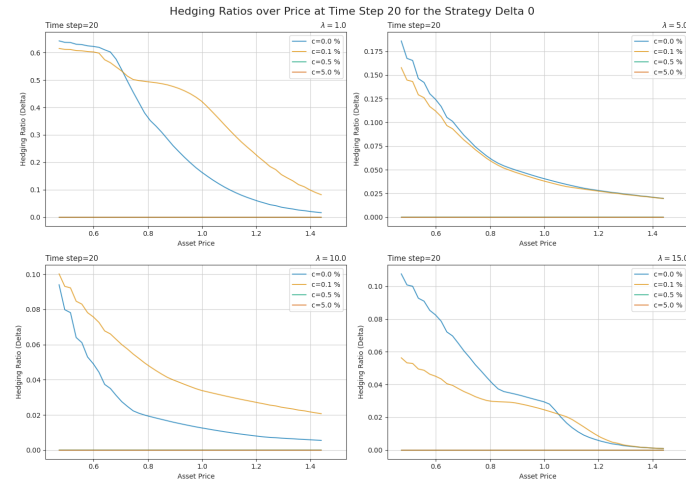 Hedging Ratios over Price at Time Step 20 for the Strategy Delta 0
Time step=20
λ = 1.0
c=0.0 %
c=0.1 %
c=0.5 %
c=5.0 %
Hedging Ratio (Delta)
0.6
0.5
0.4
0.3
0.2
0.1
0.0
0.6
0.8
1.0
1.2
1.4
Asset Price
Time step=20
λ = 5.0
c=0.0 %
c=0.1 %
c=0.5 %
c=5.0 %
Hedging Ratio (Delta)
0.175
0.150
0.125
0.100
0.075
0.050
0.025
0.000
0.6
0.8
1.0
1.2
1.4
Asset Price
Time step=20
λ = 10.0
c=0.0 %
c=0.1 %
c=0.5 %
c=5.0 %
Hedging Ratio (Delta)
0.10
0.08
0.06
0.04
0.02
0.00
0.6
0.8
1.0
1.2
1.4
Asset Price
Time step=20
λ = 15.0
c=0.0 %
c=0.1 %
c=0.5 %
c=5.0 %
Hedging Ratio (Delta)
0.10
0.08
0.06
0.04
0.02
0.00
0.6
0.8
1.0
1.2
1.4
Asset Price